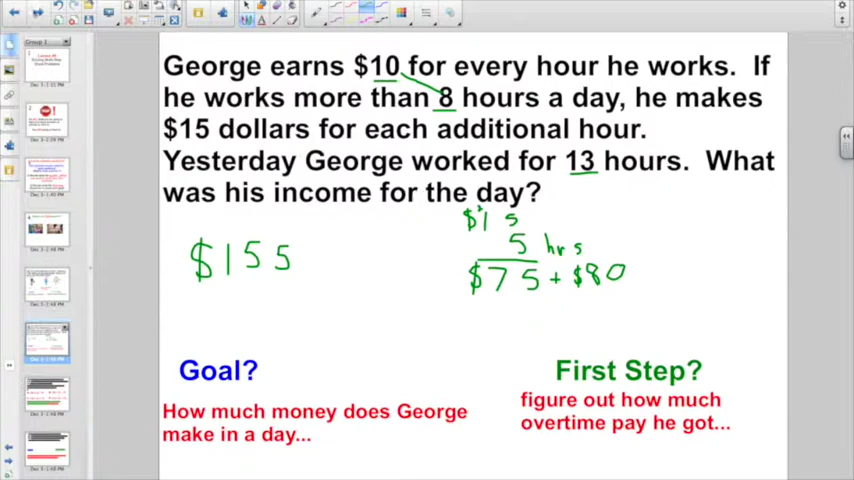 Group 1
George earns $10 for every hour he works. If
he works more than 8 hours a day, he makes
$15 dollars for each additional hour.
Yesterday George worked for 13 hours. What
was his income for the day?
$15
5 hrs
$155
$75 + $80
Goal?
First Step?
How much money does George
make in a day...
figure out how much
overtime pay he got...